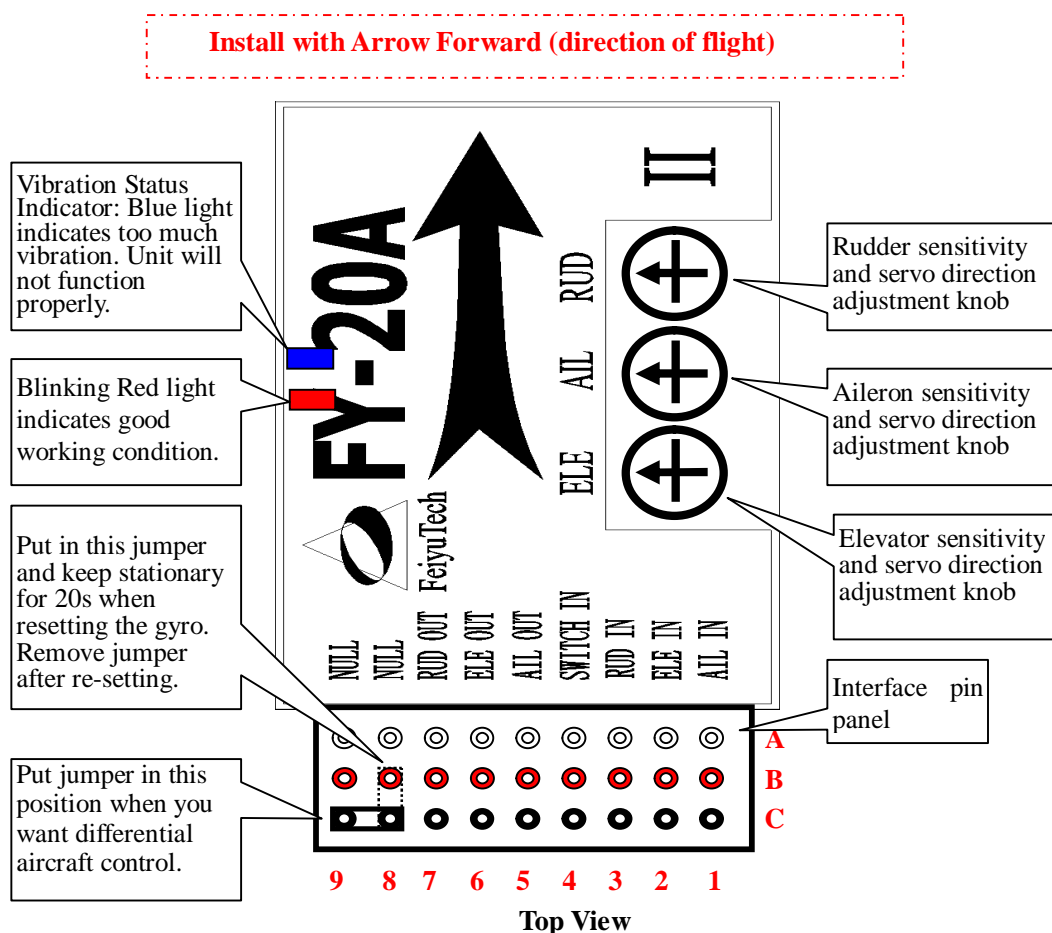 Install with Arrow Forward (direction of flight)
Vibration Status
Indicator: Blue light
indicates too much
vibration. Unit will
not function
properly.
Blinking Red light
indicates good
working condition.
Put in this jumper
and keep stationary
for 20s when
resetting the gyro.
Remove jumper
after re-setting.
Put jumper in this
position when you
want differential
aircraft control.
FY-20A
FeiyuTech
II
RUD
AIL
ELE
Rudder sensitivity
and servo direction
adjustment knob
Aileron sensitivity
and servo direction
adjustment knob
Elevator sensitivity
and servo direction
adjustment knob
Interface pin
panel
NULL
NULL
RUD OUT
ELE OUT
AIL OUT
SWITCH IN
RUD IN
ELE IN
AIL IN
A
B
C
9 8 7 6 5 4 3 2 1
Top View